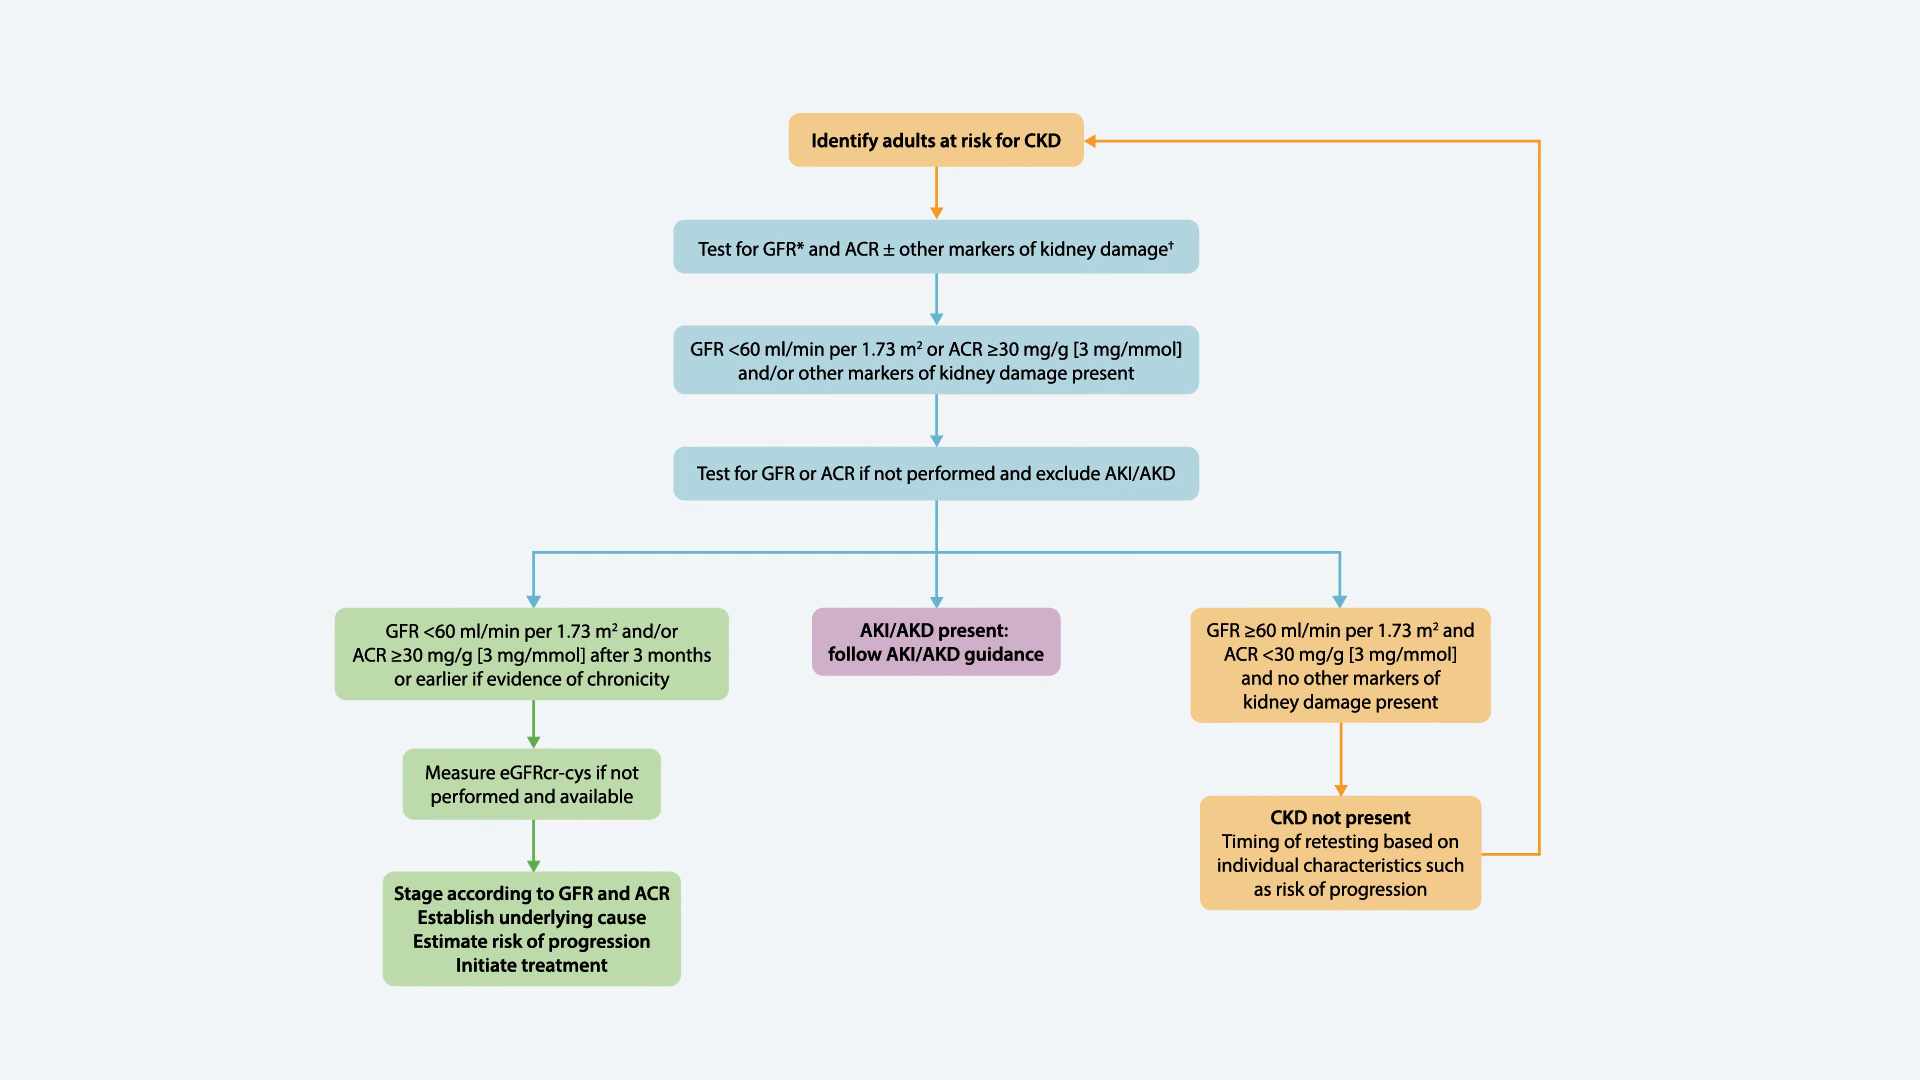 Identify adults at risk for CKD
Test for GFR* and ACR ± other markers of kidney damage†
GFR <60 ml/min per 1.73 m² or ACR ≥30 mg/g [3 mg/mmol]
and/or other markers of kidney damage present
Test for GFR or ACR if not performed and exclude AKI/AKD
GFR <60 ml/min per 1.73 m² and/or
ACR ≥30 mg/g [3 mg/mmol] after 3 months
or earlier if evidence of chronicity
AKI/AKD present:
follow AKI/AKD guidance
GFR ≥60 ml/min per 1.73 m² and
ACR <30 mg/g [3 mg/mmol]
and no other markers of
kidney damage present
Measure eGFRcr-cys if not
performed and available
CKD not present
Timing of retesting based on
individual characteristics such
as risk of progression
Stage according to GFR and ACR
Establish underlying cause
Estimate risk of progression
Initiate treatment